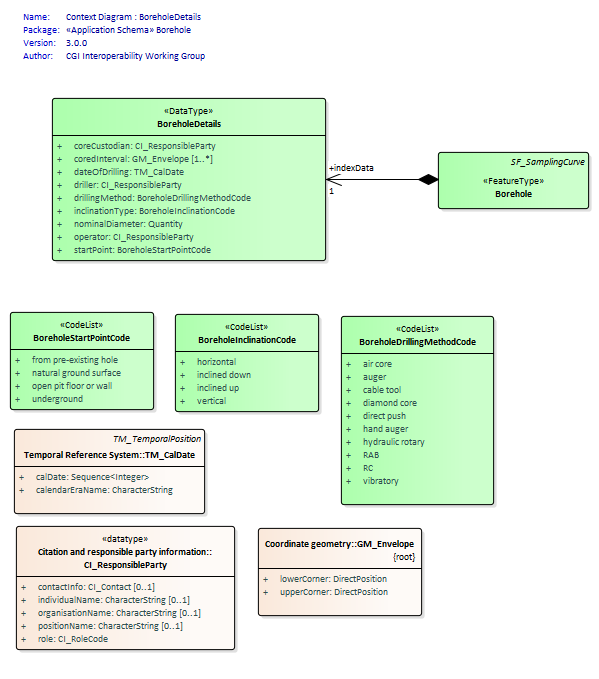 Name: Context Diagram : BoreholeDetails
Package: «Application Schema» Borehole
Version: 3.0.0
Author: CGI Interoperability Working Group
«DataType»
BoreholeDetails
+ coreCustodian: CI_ResponsibleParty
+ coredInterval: GM_Envelope [1..*]
+ dateOfDrilling: TM_CalDate
+ driller: CI_ResponsibleParty
+ drillingMethod: BoreholeDrillingMethodCode
+ inclinationType: BoreholeInclinationCode
+ nominalDiameter: Quantity
+ operator: CI_ResponsibleParty
+ startPoint: BoreholeStartPointCode
+indexData
1
SF_SamplingCurve
«FeatureType»
Borehole
«CodeList»
BoreholeStartPointCode
+ from pre-existing hole
+ natural ground surface
+ open pit floor or wall
+ underground
«CodeList»
BoreholeInclinationCode
+ horizontal
+ inclined down
+ inclined up
+ vertical
«CodeList»
BoreholeDrillingMethodCode
+ air core
+ auger
+ cable tool
+ diamond core
+ direct push
+ hand auger
+ hydraulic rotary
+ RAB
+ RC
+ vibratory
TM_TemporalPosition
Temporal Reference System::TM_CalDate
+ calDate: Sequence<Integer>
+ calendarEraName: CharacterString
«datatype»
Citation and responsible party information::
CI_ResponsibleParty
+ contactInfo: CI_Contact [0..1]
+ individualName: CharacterString [0..1]
+ organisationName: CharacterString [0..1]
+ positionName: CharacterString [0..1]
+ role: CI_RoleCode
Coordinate geometry::GM_Envelope
{root}
+ lowerCorner: DirectPosition
+ upperCorner: DirectPosition